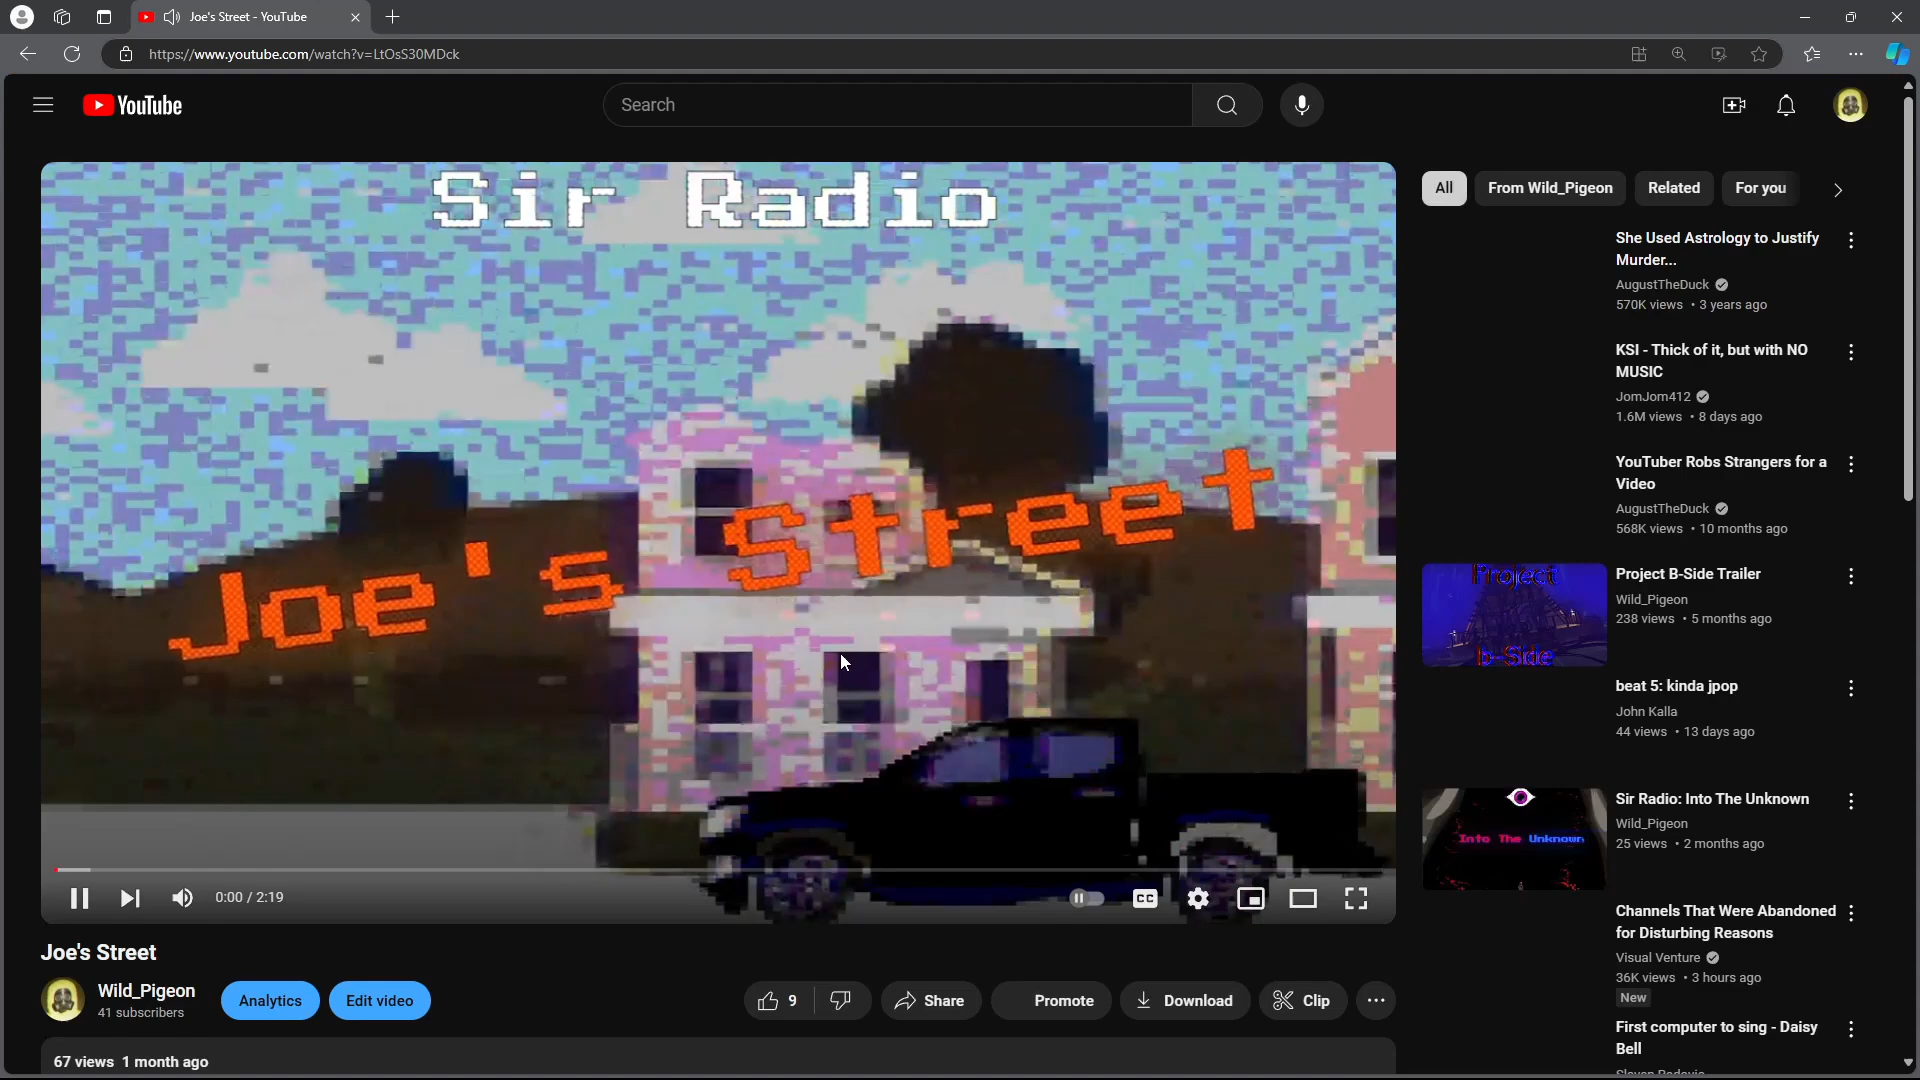 Joe's Street - YouTube
https://www.youtube.com/watch?v=LtOsS30MDck
YouTube
Search
Sir Radio
Joe's Street
0:00 / 2:19
CC
Joe's Street
Wild_Pigeon
41 subscribers
Analytics
Edit video
9
Share
Promote
Download
Clip
67 views 1 month ago
All
From Wild_Pigeon
Related
For you
She Used Astrology to Justify
Murder...
AugustTheDuck
570K views • 3 years ago
KSI - Thick of it, but with NO
MUSIC
JomJom412
1.6M views • 8 days ago
YouTuber Robs Strangers for a
Video
AugustTheDuck
568K views • 10 months ago
Project
b-Side
Project B-Side Trailer
Wild_Pigeon
238 views • 5 months ago
beat 5: kinda jpop
John Kalla
44 views • 13 days ago
Into The Unknown
Sir Radio: Into The Unknown
Wild_Pigeon
25 views • 2 months ago
Channels That Were Abandoned
for Disturbing Reasons
Visual Venture
36K views • 3 hours ago
New
First computer to sing - Daisy
Bell